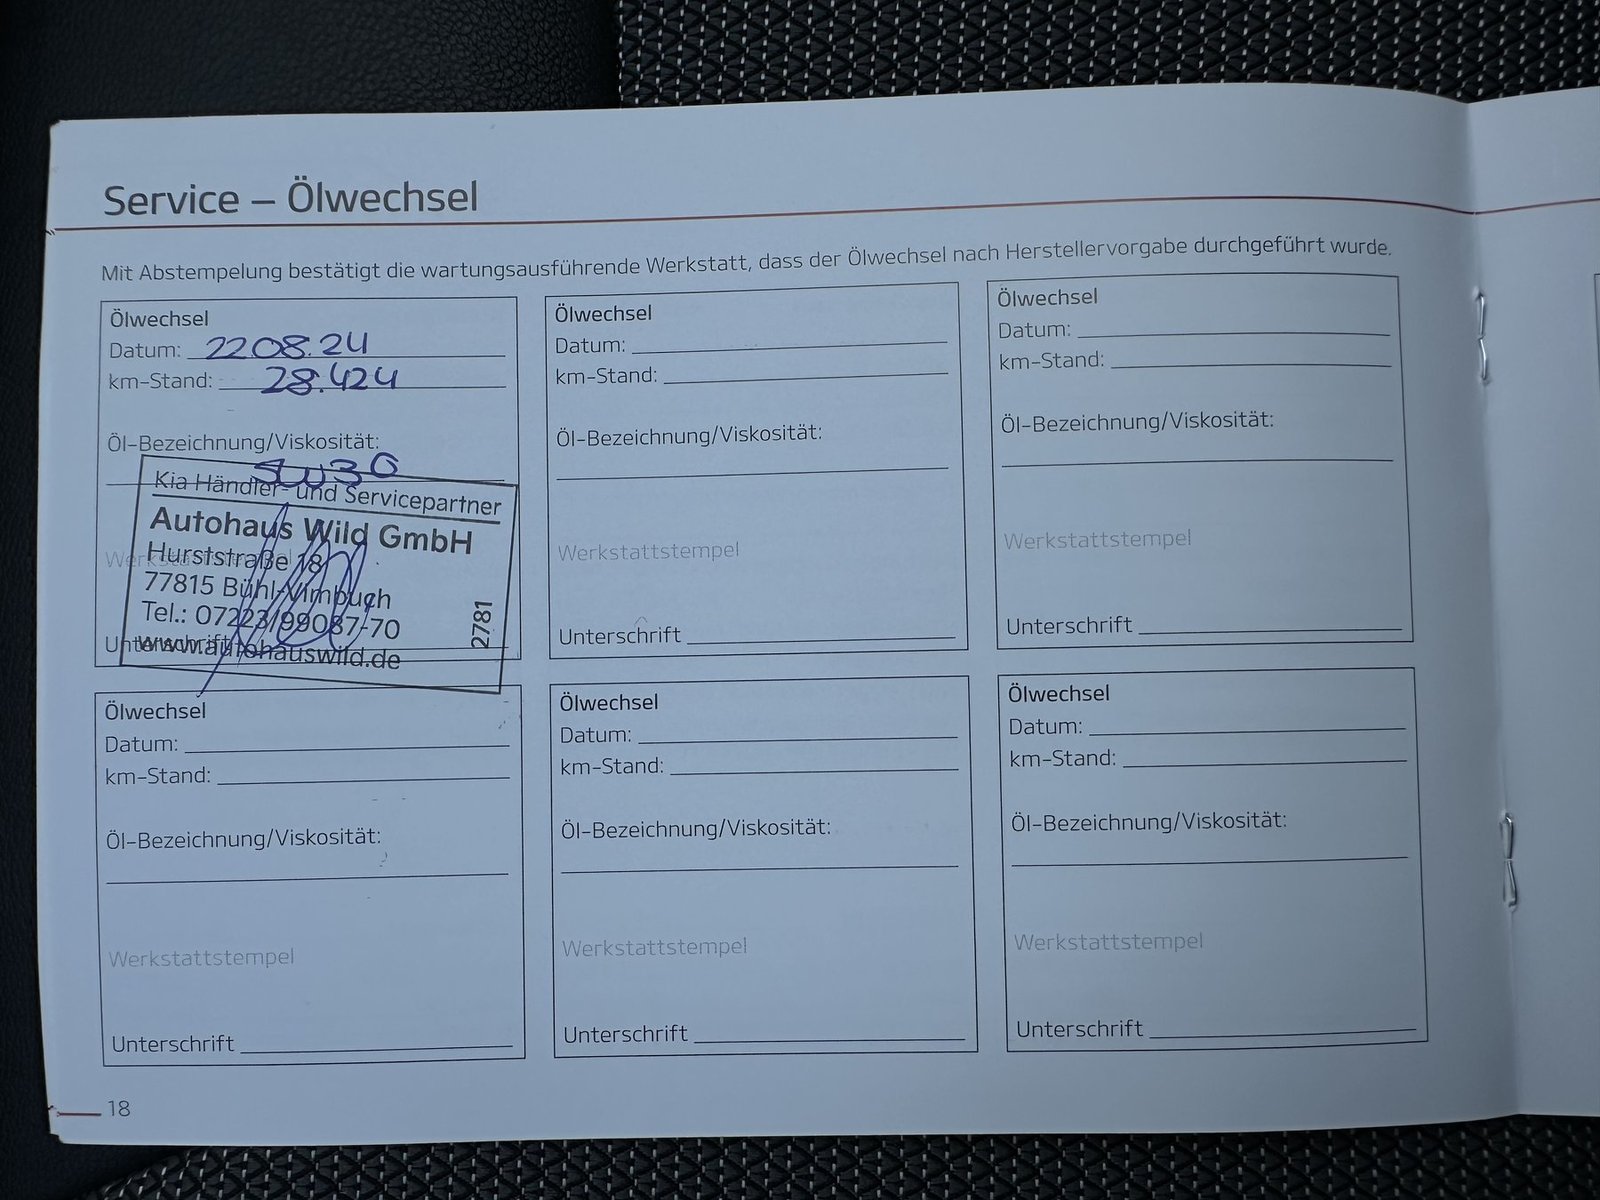 Service – Ölwechsel
Mit Abstempelung bestätigt die wartungsausführende Werkstatt, dass der Ölwechsel nach Herstellervorgabe durchgeführt wurde.
Ölwechsel
Datum: 2208.24
km-Stand: 28.424
Öl-Bezeichnung/Viskosität:
5W30
Kia Händler- und Servicepartner
Autohaus Wild GmbH
Werkstattstempel
Hurststraße 18
77815 Bühl-Vimbuch
Tel.: 07223/99087-70
2781
Unterschrift
www.autohauswild.de
Ölwechsel
Datum:
km-Stand:
Öl-Bezeichnung/Viskosität:
Werkstattstempel
Unterschrift
Ölwechsel
Datum:
km-Stand:
Öl-Bezeichnung/Viskosität:
Werkstattstempel
Unterschrift
Ölwechsel
Datum:
km-Stand:
Öl-Bezeichnung/Viskosität:
Werkstattstempel
Unterschrift
Ölwechsel
Datum:
km-Stand:
Öl-Bezeichnung/Viskosität:
Werkstattstempel
Unterschrift
Ölwechsel
Datum:
km-Stand:
Öl-Bezeichnung/Viskosität:
Werkstattstempel
Unterschrift
18